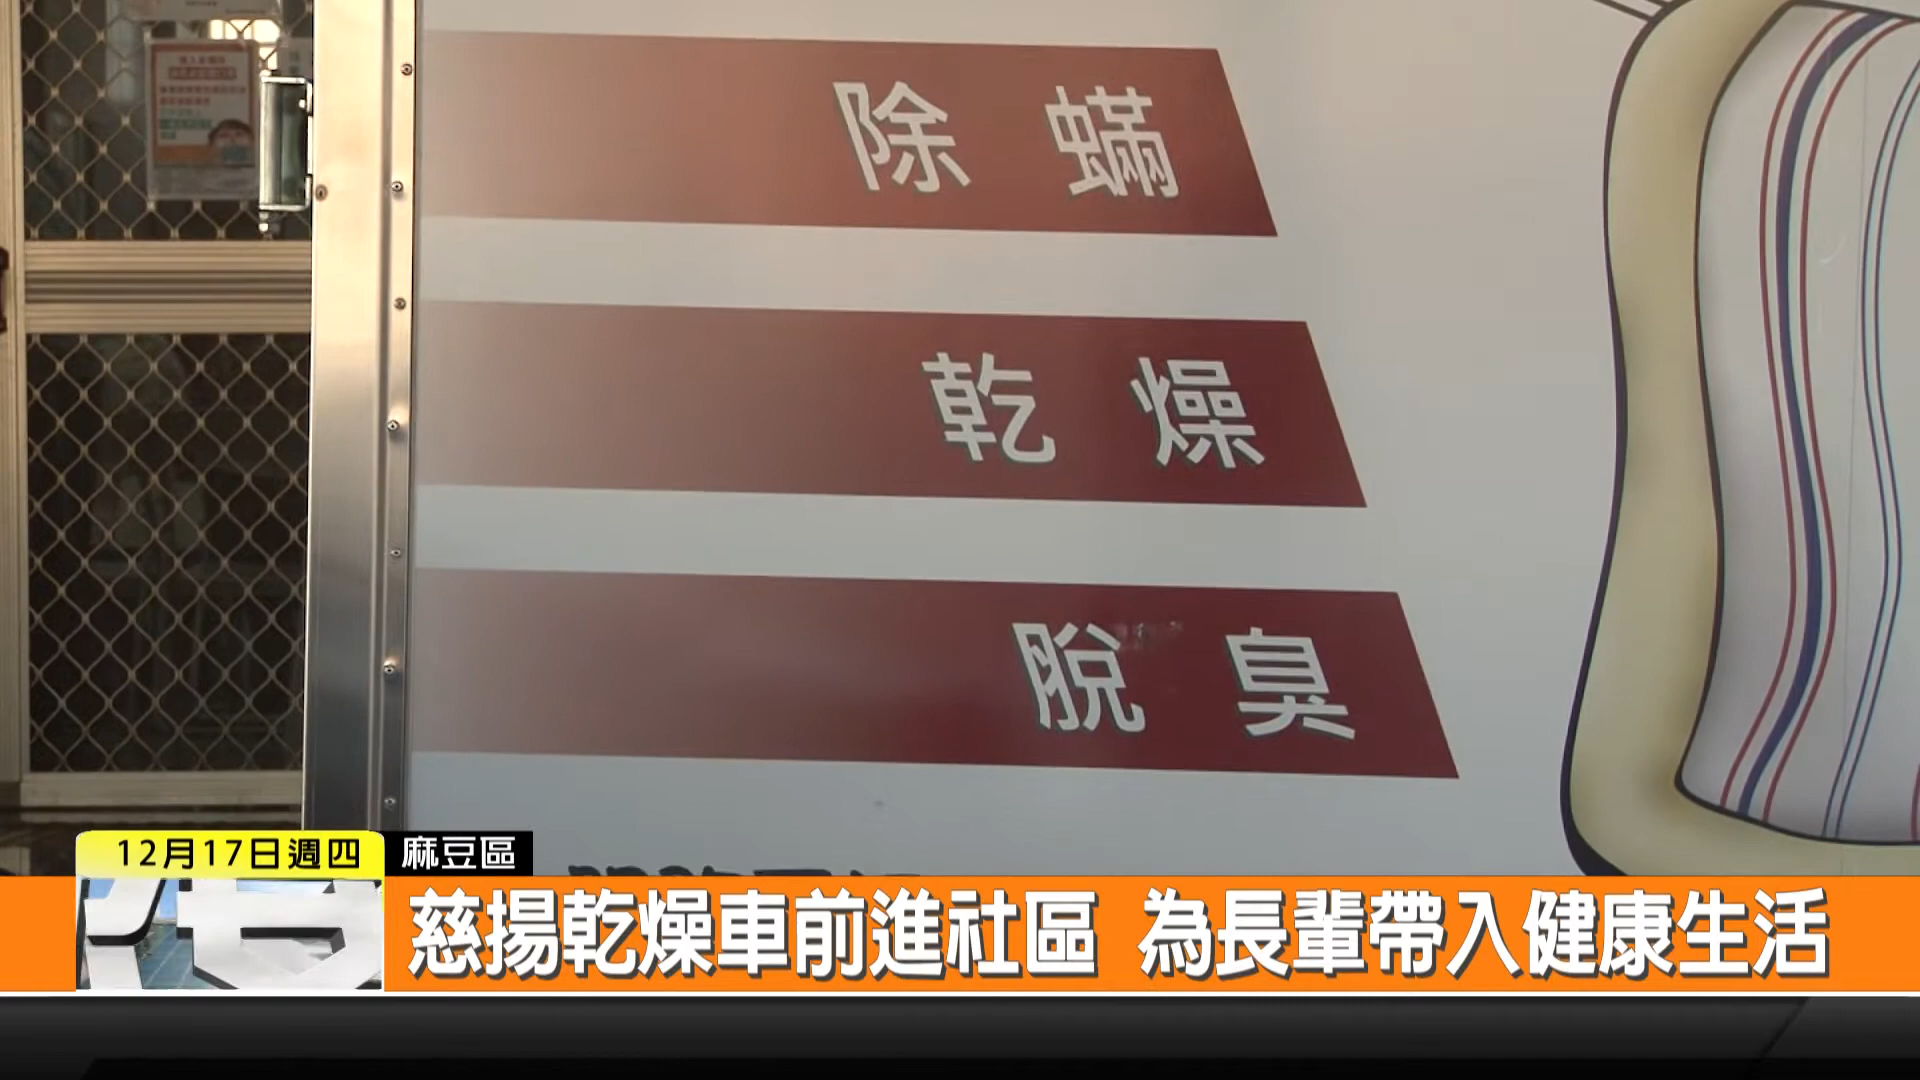 除蟎
乾燥
脫臭
12月17日週四
麻豆區
慈揚乾燥車前進社區 為長輩帶入健康生活